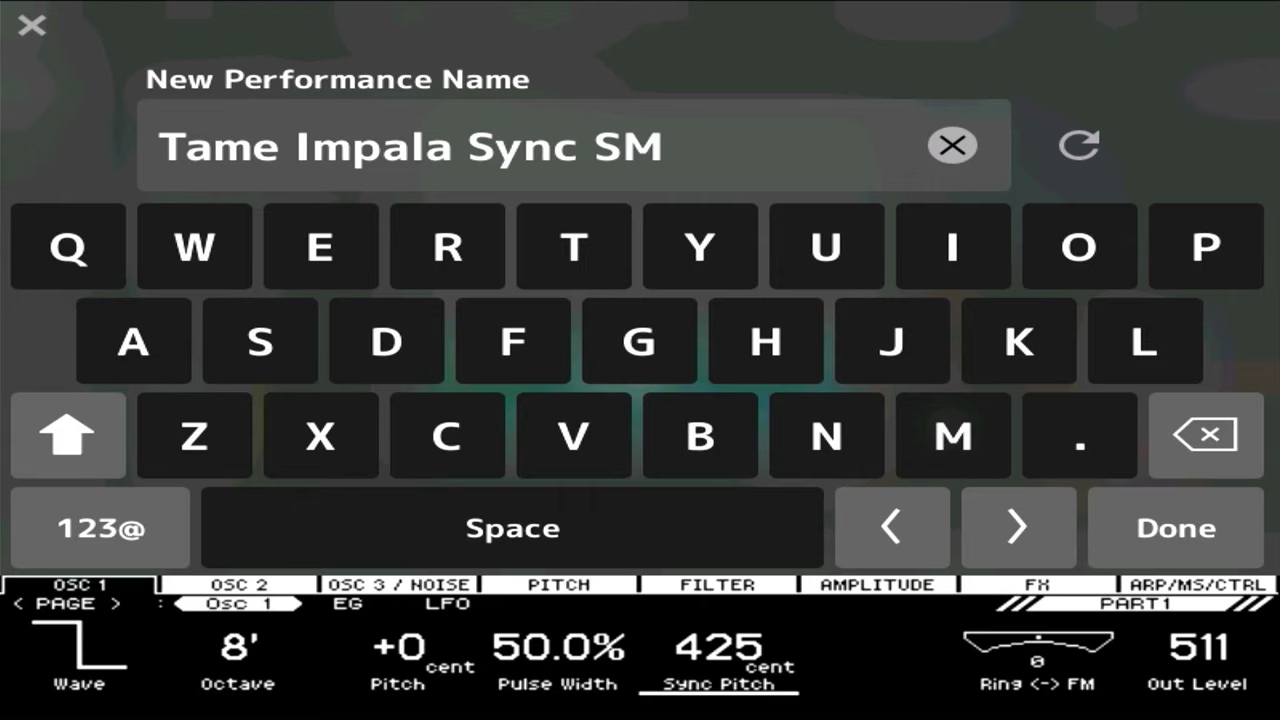 New Performance Name
Tame Impala Sync SM
Q W E R T Y U I O P
A S D F G H J K L
Z X C V B N M .
123@ Space < > Done
OSC 1 OSC 2 OSC 3 / NOISE PITCH FILTER AMPLITUDE FX ARP/MS/CTRL
< PAGE > : Osc 1 EG LFO PART1
8' +0 cent 50.0% 425 cent 0 511
Wave Octave Pitch Pulse Width Sync Pitch Ring <-> FM Out Level